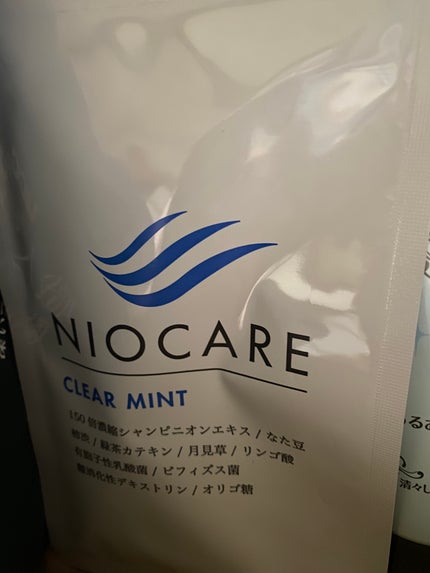 NIOCARE
CLEAR MINT
150倍濃縮シャンピニオンエキス / なた豆
柿渋 / 緑茶カテキン / 月見草 / リンゴ酸
有胞子性乳酸菌 / ビフィズス菌
難消化性デキストリン / オリゴ糖
清々し